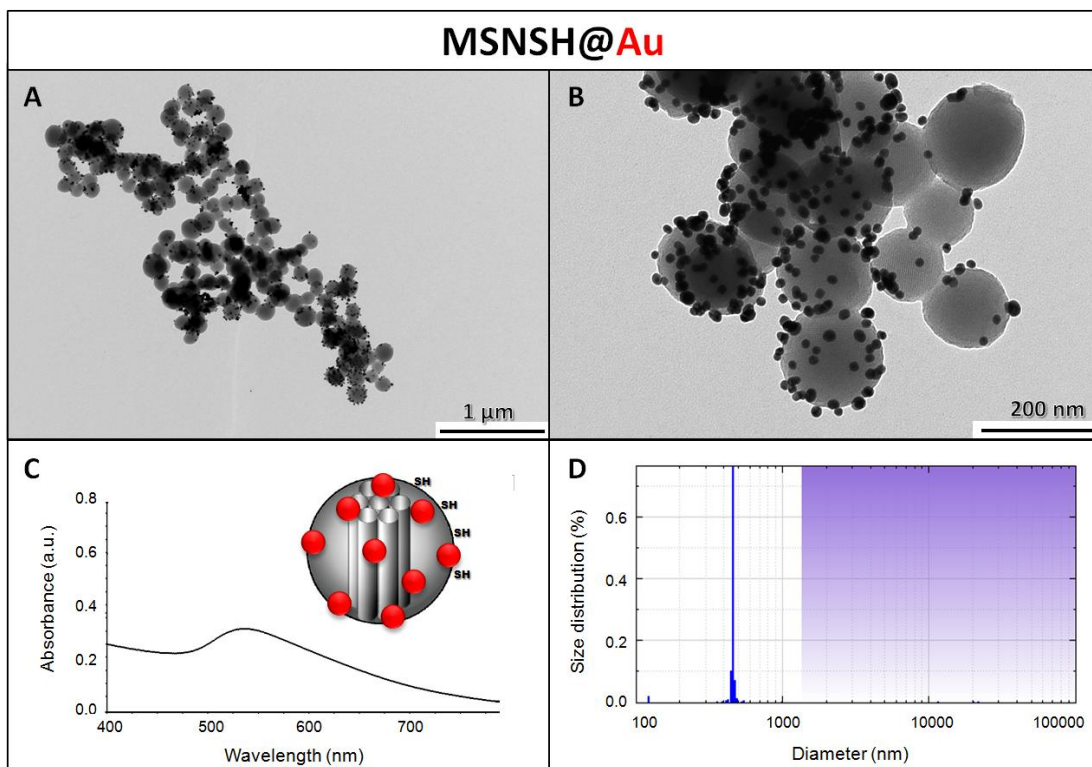 MSNSH@Au
A
1 µm
B
200 nm
C
0.8
0.6
0.4
0.2
0.0
400
500
600
700
Absorbance (a.u.)
Wavelength (nm)
SH
SH
SH
SH
D
0.6
0.4
0.2
0.0
100
1000
10000
100000
Size distribution (%)
Diameter (nm)